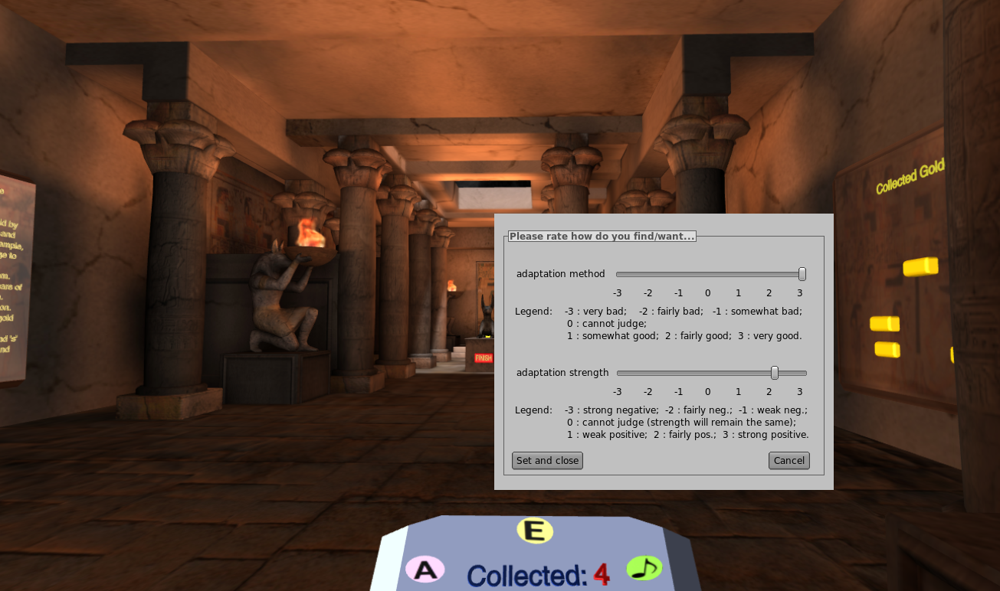 ld by
and
ample,
se to
ans of
gold
nd 's'
and
Collected Gold
FINISH
Please rate how do you find/want...
adaptation method
-3 -2 -1 0 1 2 3
Legend: -3 : very bad; -2 : fairly bad; -1 : somewhat bad;
0 : cannot judge;
1 : somewhat good; 2 : fairly good; 3 : very good.
adaptation strength
-3 -2 -1 0 1 2 3
Legend: -3 : strong negative; -2 : fairly neg.; -1 : weak neg.;
0 : cannot judge (strength will remain the same);
1 : weak positive; 2 : fairly pos.; 3 : strong positive.
Set and close Cancel
E
A Collected: 4